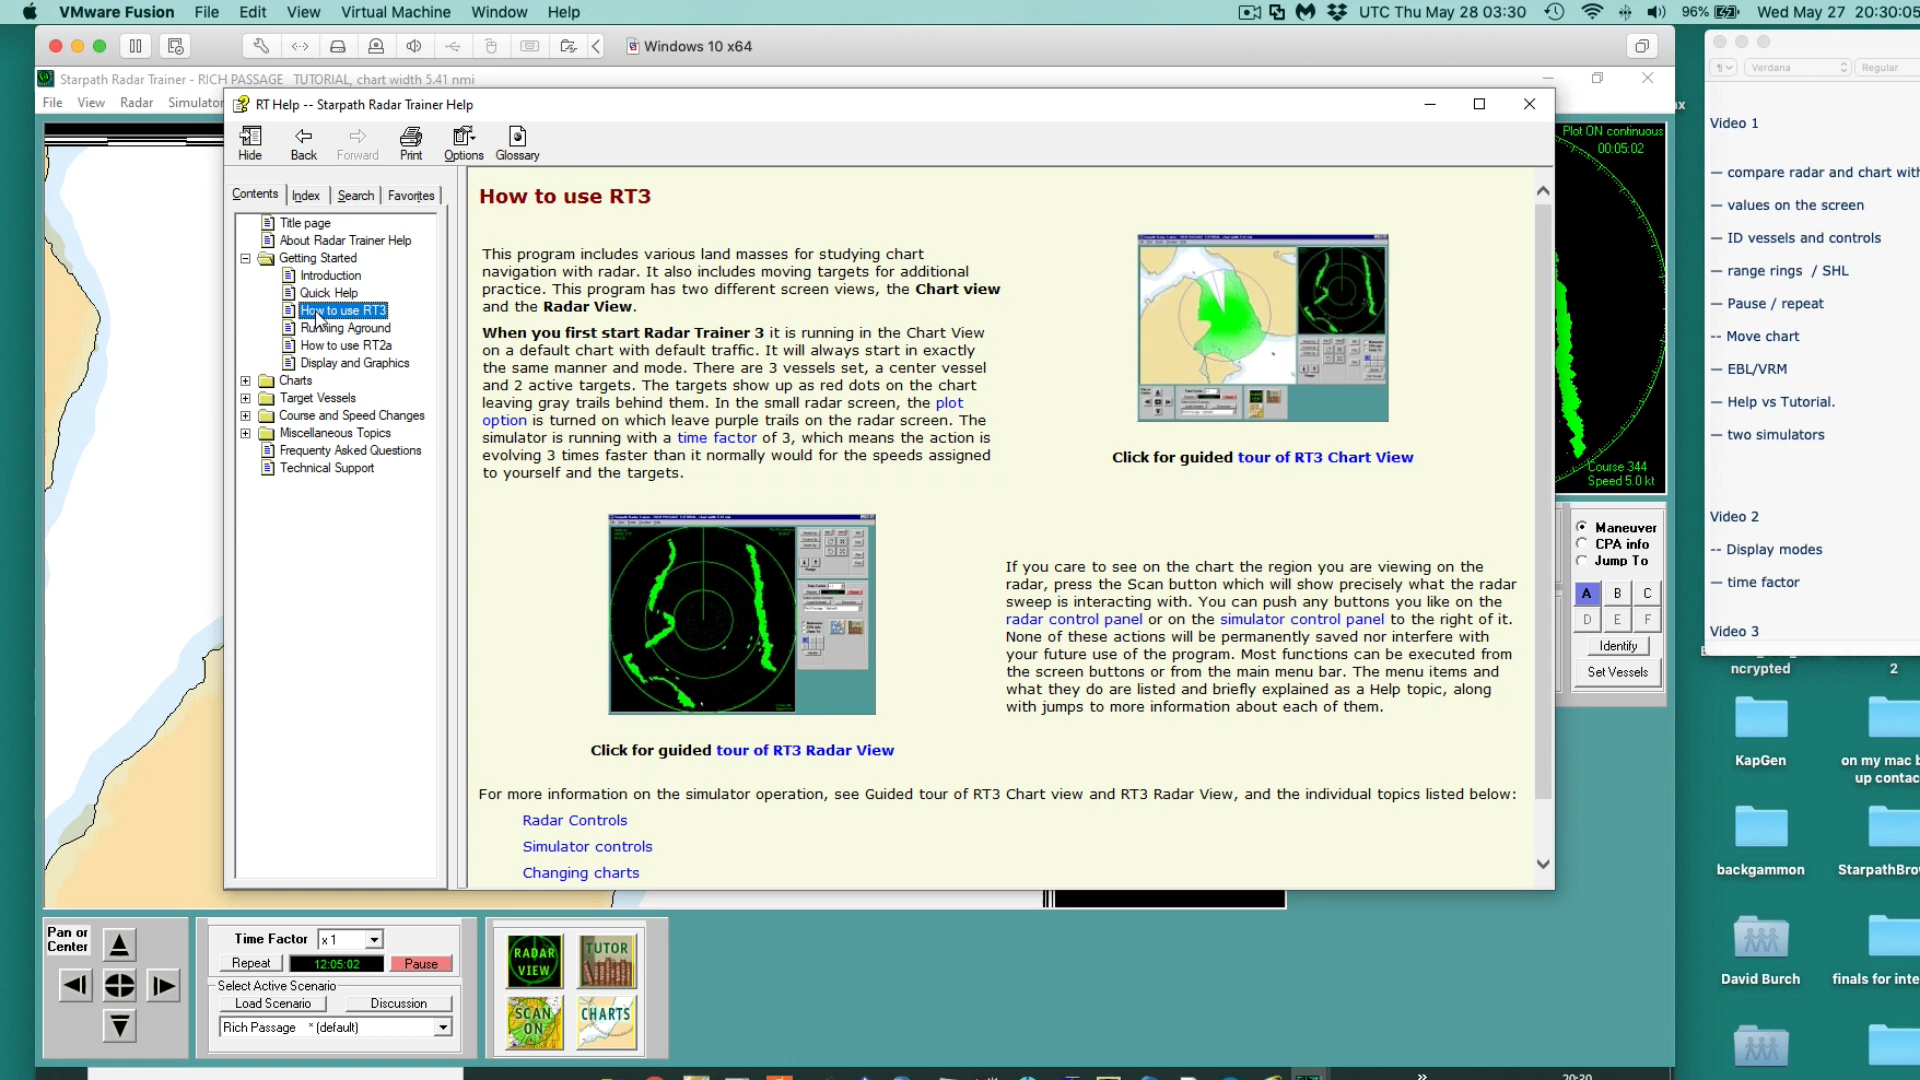 VMware Fusion File Edit View Virtual Machine Window Help
UTC Thu May 28 03:30 96% Wed May 27 20:30:05
Windows 10 x64
Starpath Radar Trainer - RICH PASSAGE TUTORIAL, chart width 5.41 nmi
File View Radar Simulator
RT Help -- Starpath Radar Trainer Help
Hide Back Forward Print Options Glossary
Contents Index Search Favorites
Title page
About Radar Trainer Help
Getting Started
Introduction
Quick Help
How to use RT3
Running Aground
How to use RT2a
Display and Graphics
Charts
Target Vessels
Course and Speed Changes
Miscellaneous Topics
Frequenty Asked Questions
Technical Support
How to use RT3
This program includes various land masses for studying chart
navigation with radar. It also includes moving targets for additional
practice. This program has two different screen views, the Chart view
and the Radar View.
When you first start Radar Trainer 3 it is running in the Chart View
on a default chart with default traffic. It will always start in exactly
the same manner and mode. There are 3 vessels set, a center vessel
and 2 active targets. The targets show up as red dots on the chart
leaving gray trails behind them. In the small radar screen, the plot
option is turned on which leave purple trails on the radar screen. The
simulator is running with a time factor of 3, which means the action is
evolving 3 times faster than it normally would for the speeds assigned
to yourself and the targets.
Click for guided tour of RT3 Chart View
If you care to see on the chart the region you are viewing on the
radar, press the Scan button which will show precisely what the radar
sweep is interacting with. You can push any buttons you like on the
radar control panel or on the simulator control panel to the right of it.
None of these actions will be permanently saved nor interfere with
your future use of the program. Most functions can be executed from
the screen buttons or from the main menu bar. The menu items and
what they do are listed and briefly explained as a Help topic, along
with jumps to more information about each of them.
Click for guided tour of RT3 Radar View
For more information on the simulator operation, see Guided tour of RT3 Chart view and RT3 Radar View, and the individual topics listed below:
Radar Controls
Simulator controls
Changing charts
Plot ON continuous
00:05:02
Course 344
Speed 5.0 kt
Maneuver
CPA info
Jump To
A B C
D E F
Identify
Set Vessels
Verdana Regular
Video 1
— compare radar and chart with
— values on the screen
— ID vessels and controls
— range rings / SHL
— Pause / repeat
-- Move chart
— EBL/VRM
— Help vs Tutorial.
— two simulators
Video 2
-- Display modes
— time factor
Video 3
ncrypted
2
KapGen
on my mac b
up contac
backgammon
StarpathBro
David Burch
finals for inte
Pan or
Center
Time Factor x 1
Repeat 12:05:02 Pause
Select Active Scenario
Load Scenario Discussion
Rich Passage * (default)
RADAR
VIEW
TUTOR
SCAN
ON
CHARTS
20:30